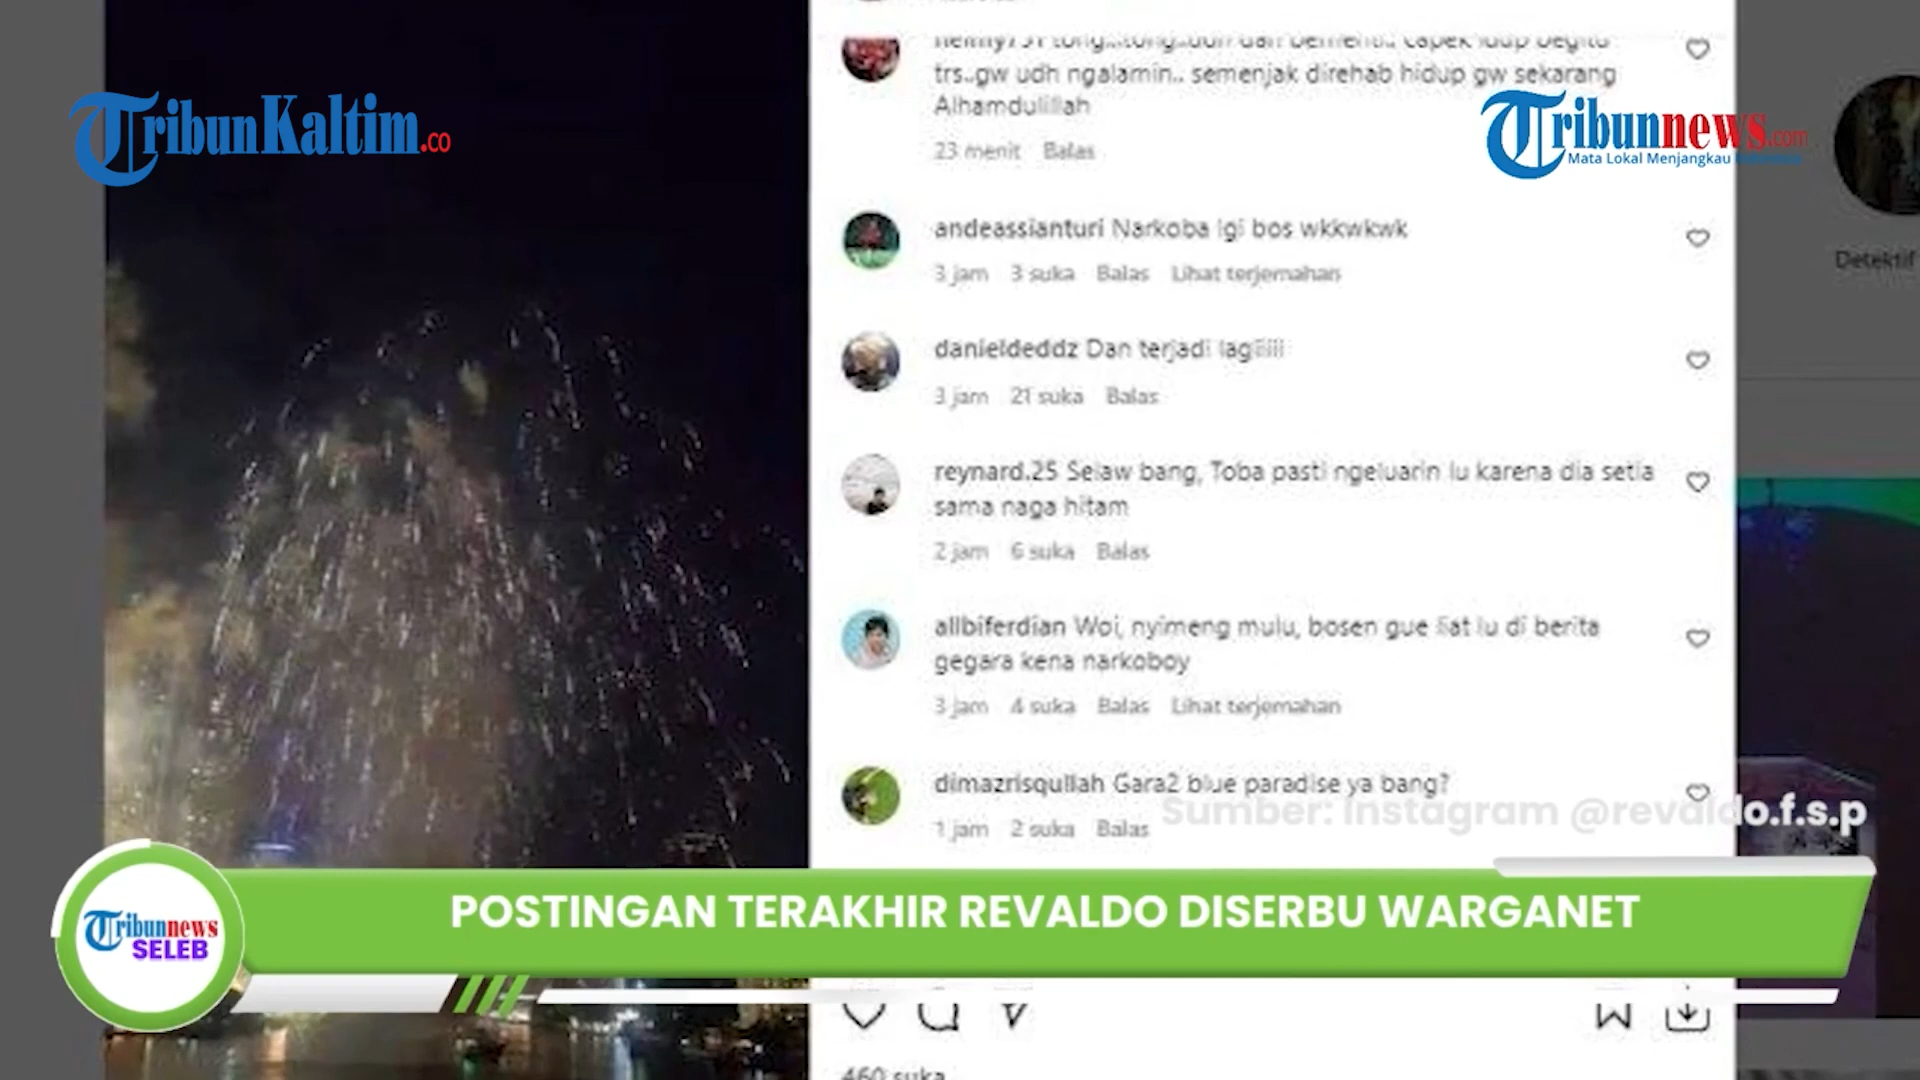 TribunKaltim.co
Tribunnews.com
Mata Lokal Menjangkau Indonesia
trs..gw udh ngalamin.. semenjak direhab hidup gw sekarang
Alhamdulillah
23 menit Balas
andeassianturi Narkoba lgi bos wkkwkwk
3 jam 3 suka Balas Lihat terjemahan
Detektif
danieldeddz Dan terjadi lagiiiii
3 jam 21 suka Balas
reynard.25 Selaw bang, Toba pasti ngeluarin lu karena dia setia
sama naga hitam
2 jam 6 suka Balas
allbiferdian Woi, nyimeng mulu, bosen gue liat lu di berita
gegara kena narkoboy
3 jam 4 suka Balas Lihat terjemahan
dimazrisqullah Gara2 blue paradise ya bang?
1 jam 2 suka Balas
Sumber: Instagram @revaldo.f.s.p
POSTINGAN TERAKHIR REVALDO DISERBU WARGANET
Tribunnews
SELEB
460 suka